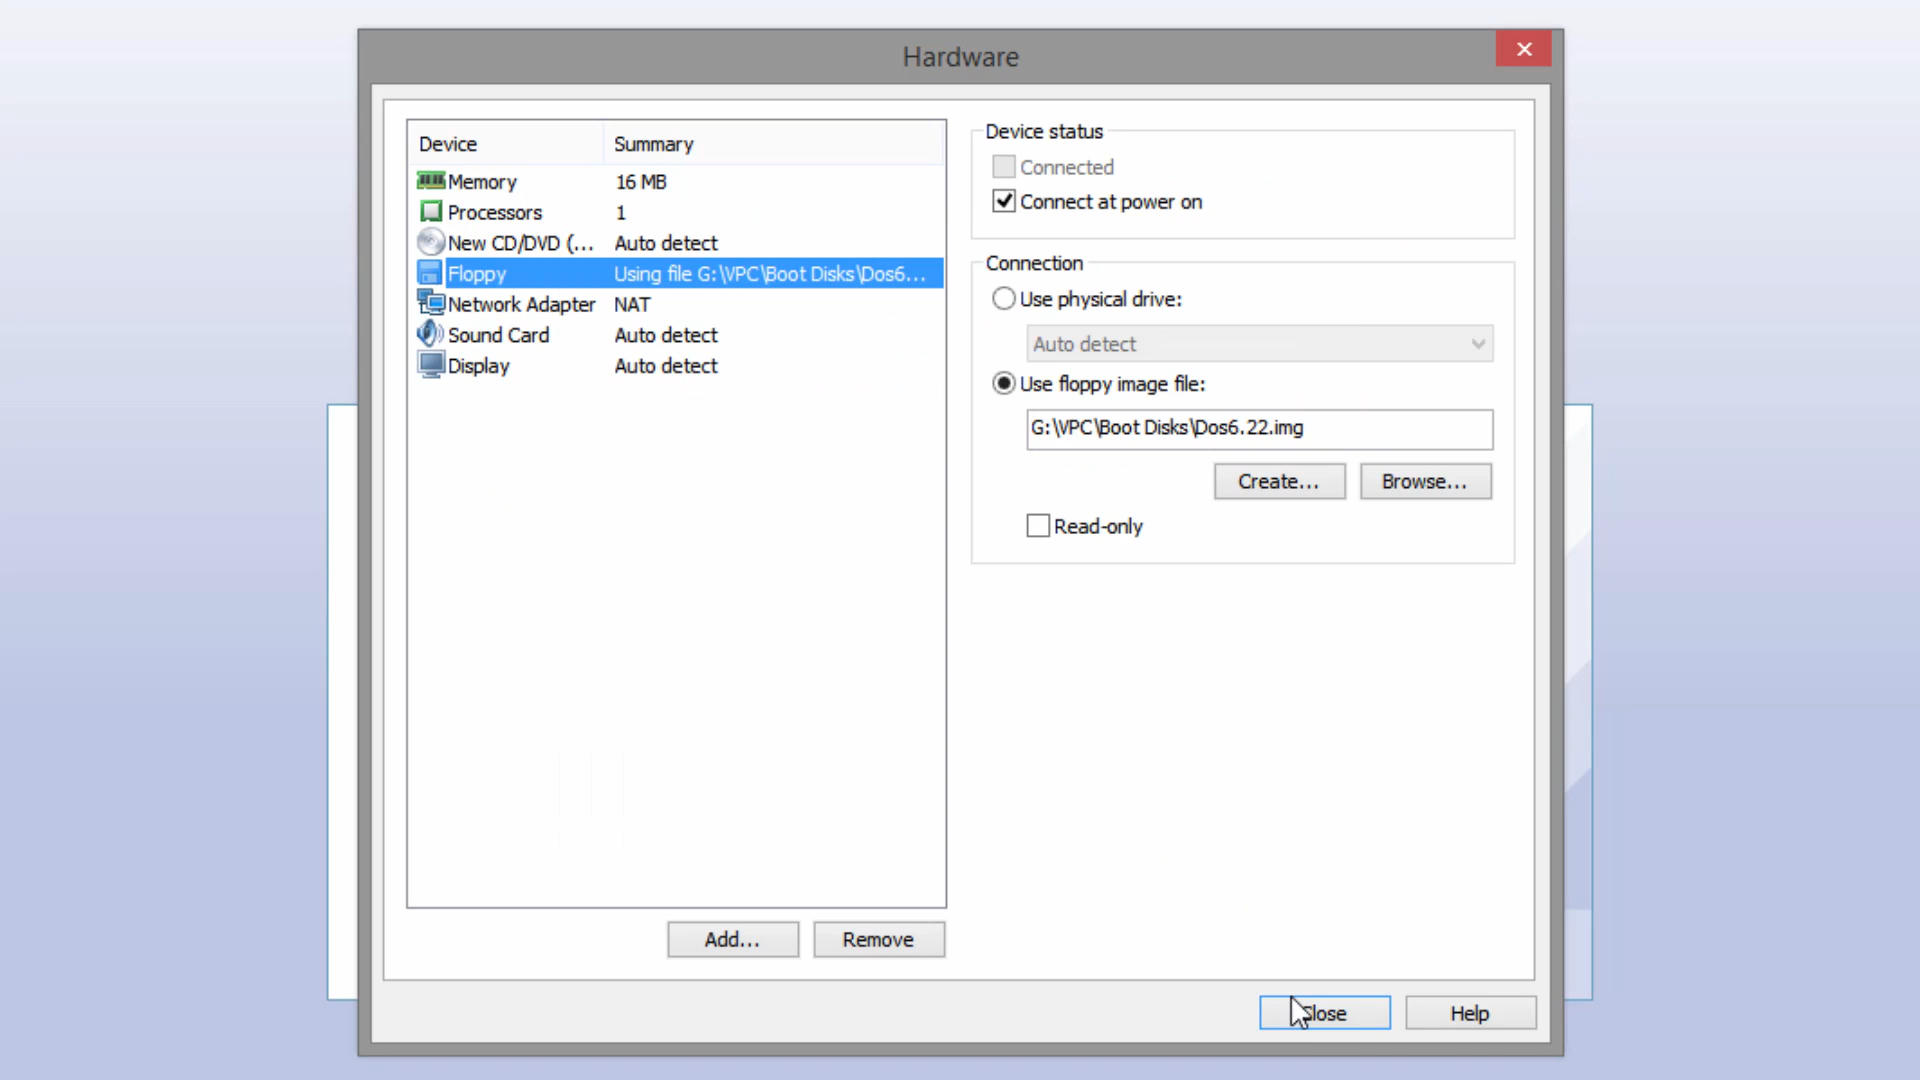 Hardware
Device Summary
Memory 16 MB
Processors 1
New CD/DVD (... Auto detect
Floppy Using file G:\VPC\Boot Disks\Dos6...
Network Adapter NAT
Sound Card Auto detect
Display Auto detect
Add... Remove
Device status
Connected
Connect at power on
Connection
Use physical drive:
Auto detect
Use floppy image file:
G:\VPC\Boot Disks\Dos6.22.img
Create... Browse...
Read-only
Close Help